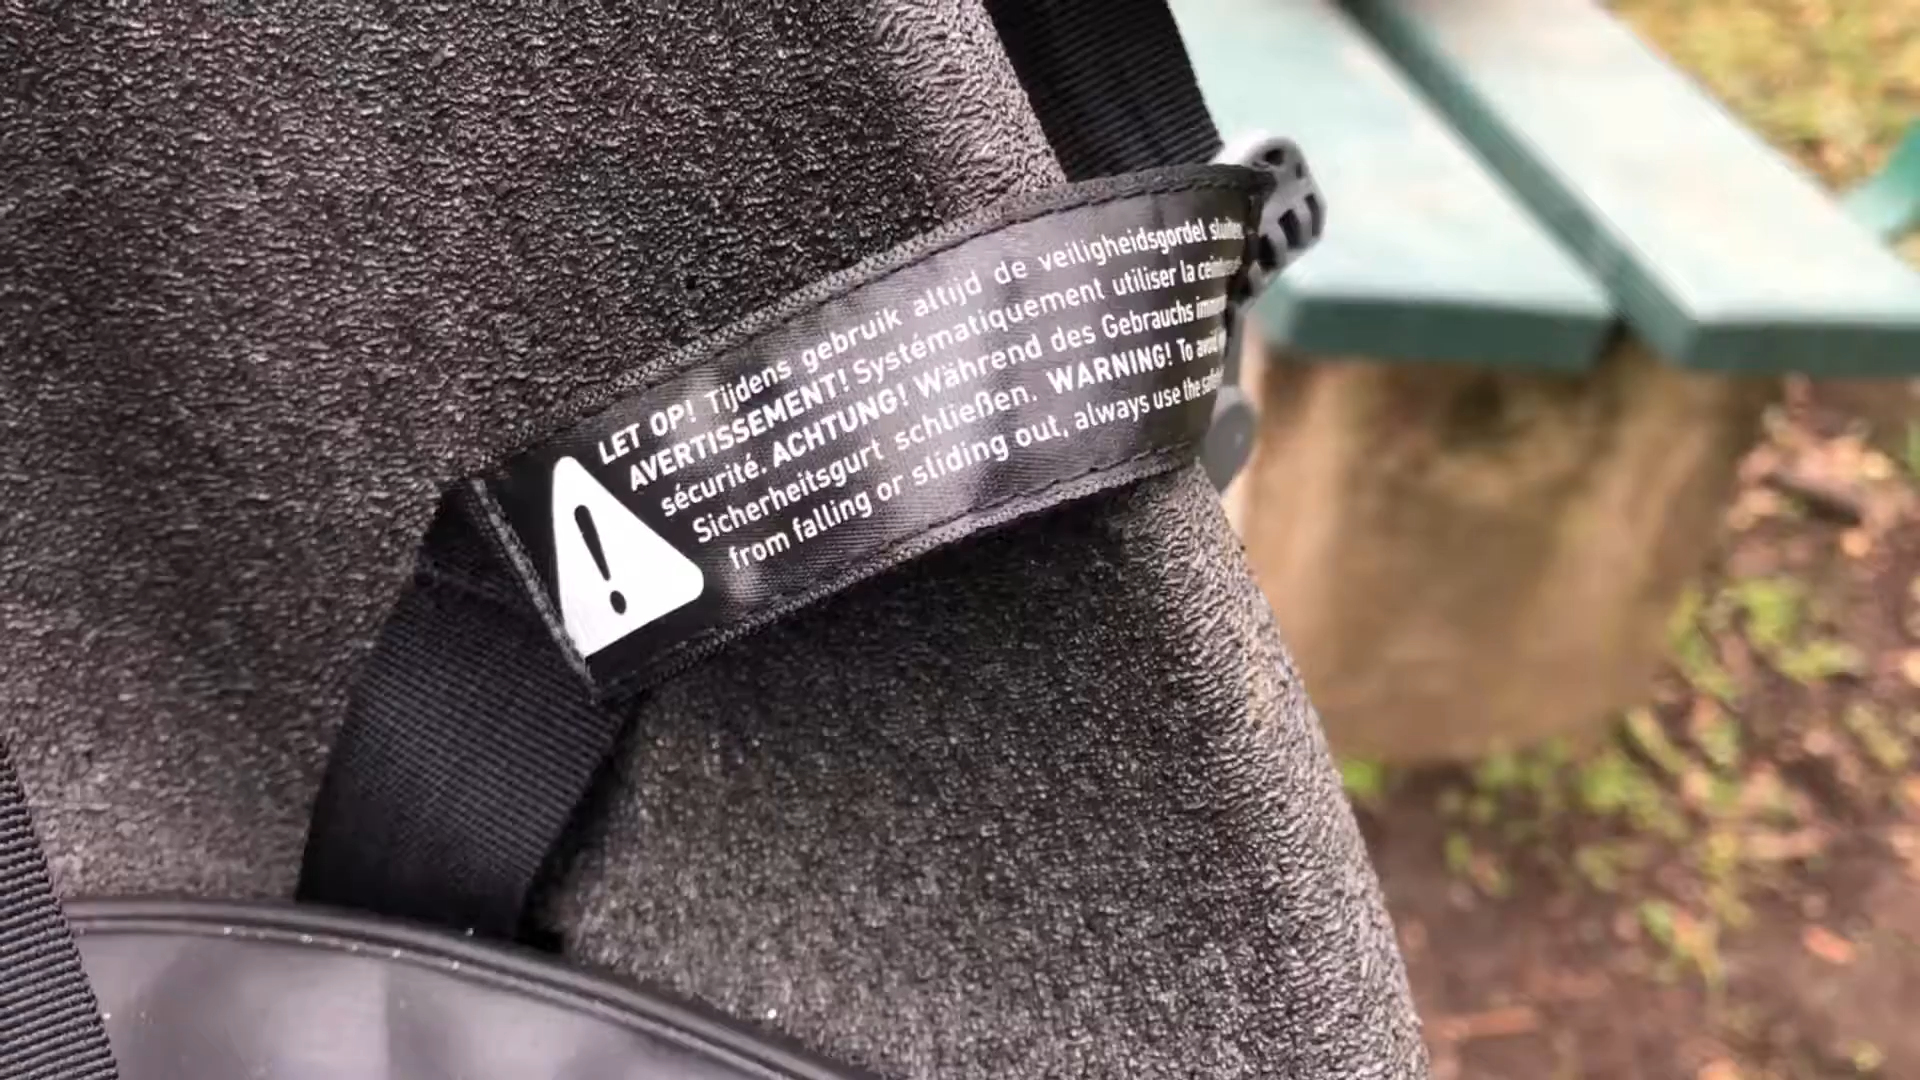 LET OP! Tijdens gebruik altijd de veiligheidsgordel sluiten.
AVERTISSEMENT! Systématiquement utiliser la
sécurité. ACHTUNG! Während des Gebrauchs
Sicherheitsgurt schließen. WARNING! To avoid
from falling or sliding out, always use the